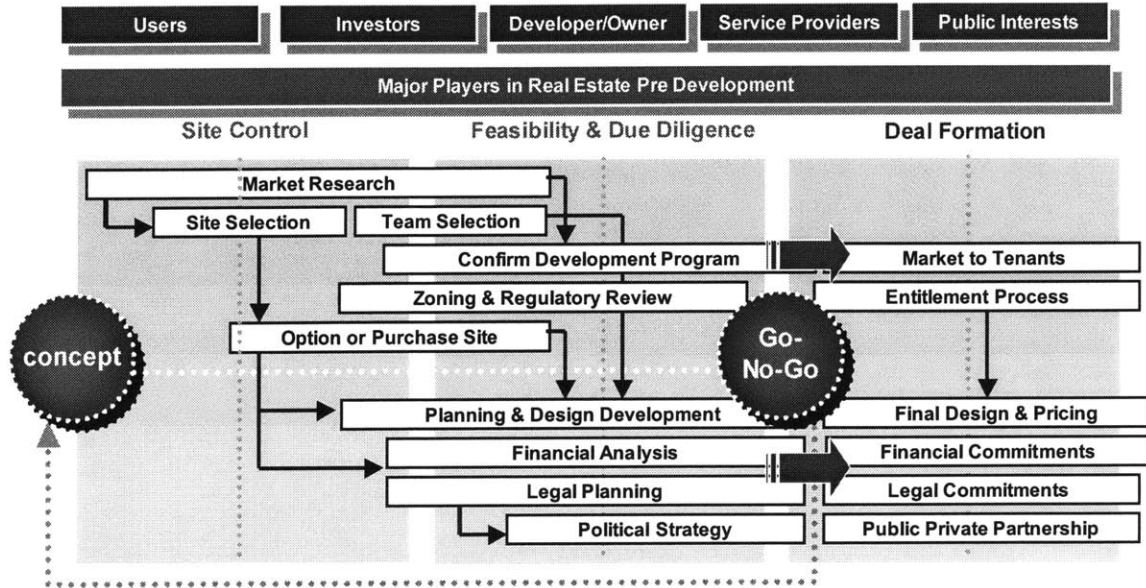 Users
Investors
Developer/Owner
Service Providers
Public Interests
Major Players in Real Estate Pre Development
Site Control
Feasibility & Due Diligence
Deal Formation
Market Research
Site Selection
Team Selection
Confirm Development Program
Market to Tenants
Zoning & Regulatory Review
Entitlement Process
concept
Option or Purchase Site
Go-
No-Go
Planning & Design Development
Final Design & Pricing
Financial Analysis
Financial Commitments
Legal Planning
Legal Commitments
Political Strategy
Public Private Partnership